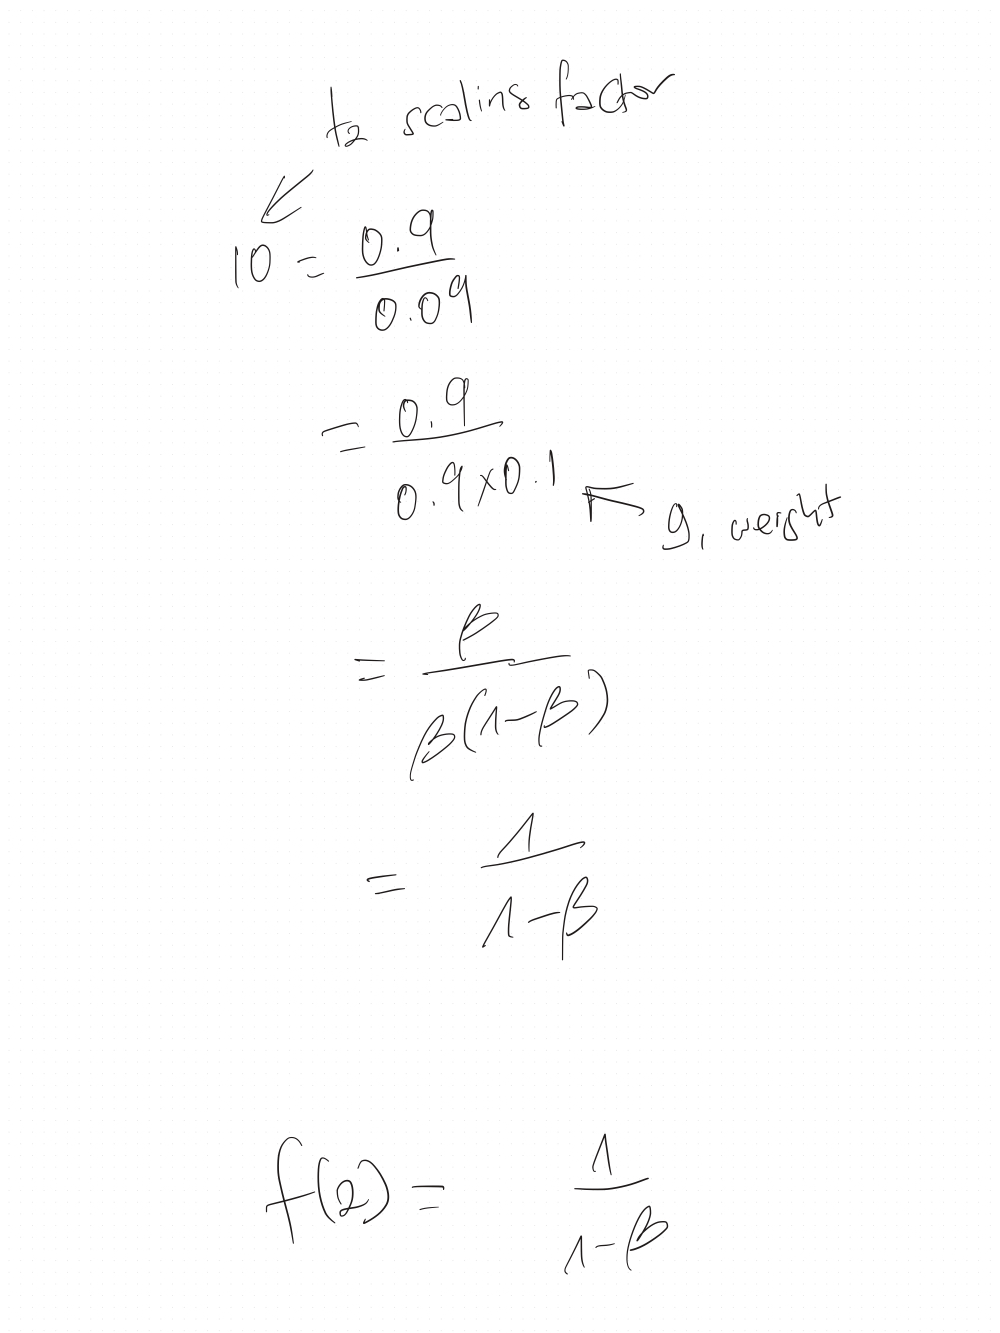 t₂ scaling factor
10 = 0.9 / 0.09
= 0.9 / 0.9×0.1
g₁ weight
= β / β(1-β)
= 1 / 1-β
f(2) = 1 / 1-β